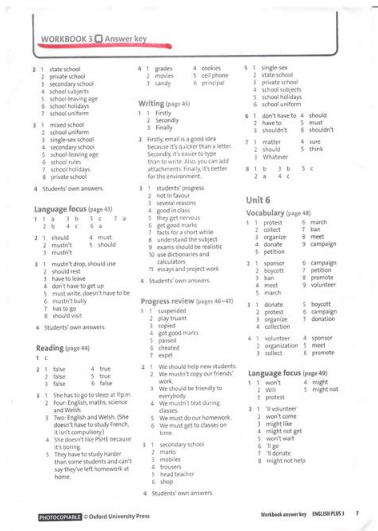 WORKBOOK 3 Answer key
2 1 state school
2 private school
3 secondary school
4 school subjects
5 school-leaving age
6 school holidays
7 school uniform
3 1 mixed school
2 school uniform
3 single-sex school
4 secondary school
5 school-leaving age
6 school rules
7 school holidays
8 private school
4 Students' own answers.
Language focus (page 43)
1 1 a 3 b 5 c 7 a
2 b 4 c 6 a
2 1 should 4 must
2 mustn't 5 should
3 mustn't
3 1 mustn't drop, should use
2 should rest
3 have to leave
4 don't have to get up
5 must write, doesn't have to be
6 mustn't bully
7 has to go
8 should visit
4 Students' own answers.
Reading (page 44)
1 c
2 1 false 4 true
2 false 5 true
3 false 6 false
3 1 She has to go to sleep at 11p.m.
2 Four: English, maths, science
and Welsh.
3 Two: English and Welsh. (She
doesn't have to study French,
it isn't compulsory.)
4 She doesn't like PSHE because
it's boring.
5 They have to study harder
than some students and can't
say they've left homework at
home.
4 1 grades 4 cookies
2 movies 5 cell phone
3 candy 6 principal
Writing (page 45)
1 1 Firstly
2 Secondly
3 Finally
2 Firstly, email is a good idea
because it's quicker than a letter.
Secondly, it's easier to type
than to write. Also, you can add
attachments. Finally, it's better
for the environment.
3 1 students' progress
2 not in favour
3 several reasons
4 good in class
5 they get nervous
6 get good marks
7 facts for a short while
8 understand the subject
9 exams should be realistic
10 use dictionaries and
calculators
11 essays and project work
4 Students' own answers.
Progress review (pages 46–47)
1 1 suspended
2 play truant
3 copied
4 got good marks
5 passed
6 cheated
7 expel
2 1 We should help new students.
2 We mustn't copy our friends'
work.
3 We should be friendly to
everybody.
4 We mustn't text during
classes.
5 We must do our homework.
6 We must get to classes on
time.
3 1 secondary school
2 marks
3 mobiles
4 trousers
5 head teacher
6 shop
4 Students' own answers.
5 1 single-sex
2 state school
3 private school
4 school subjects
5 school holidays
6 school uniform
6 1 don't have to 4 should
2 have to 5 must
3 shouldn't 6 shouldn't
7 1 matter 4 sure
2 should 5 think
3 Whatever
8 1 b 3 b 5 c
2 a 4 c
Unit 6
Vocabulary (page 48)
1 1 protest 6 march
2 collect 7 ban
3 organize 8 meet
4 donate 9 campaign
5 petition
2 1 sponsor 6 campaign
2 boycott 7 petition
3 ban 8 promote
4 meet 9 volunteer
5 march
3 1 donate 5 boycott
2 protest 6 campaign
3 organize 7 donation
4 collection
4 1 volunteer 4 sponsor
2 organization 5 meet
3 collect 6 promote
Language focus (page 49)
1 1 won't 4 might
2 Will 5 might not
3 protest
3 1 'll volunteer
2 won't come
3 might like
4 might not get
5 won't wait
6 'll go
7 'll donate
8 might not help
PHOTOCOPIABLE © Oxford University Press
Workbook answer key ENGLISH PLUS 3 7